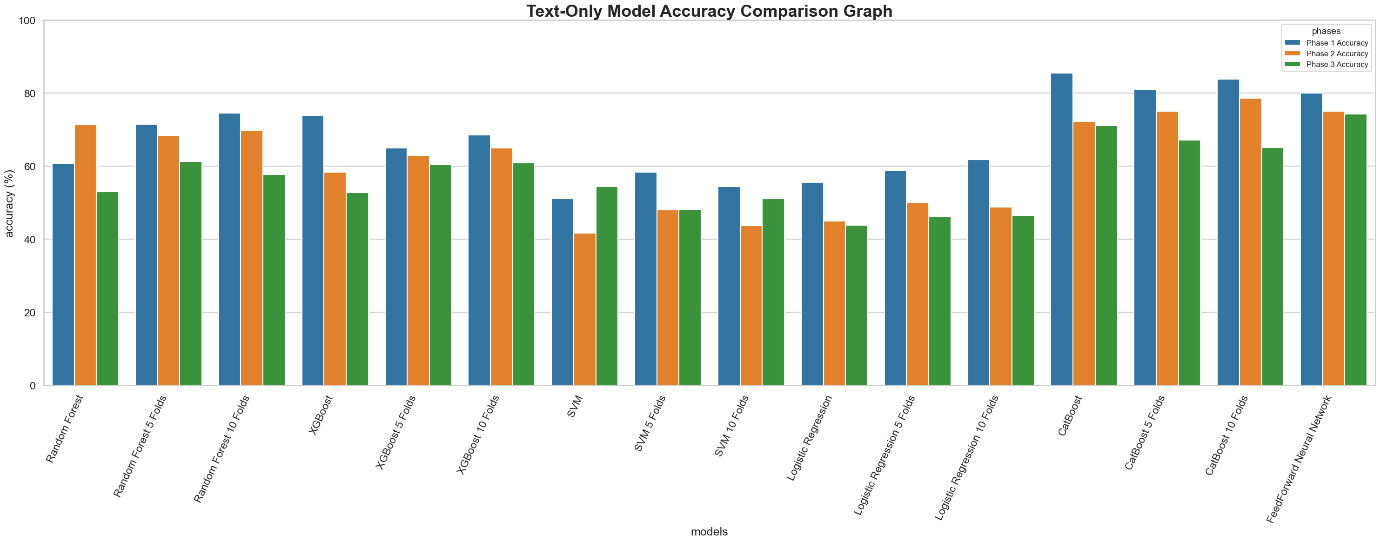 Text-Only Model Accuracy Comparison Graph
phases
Phase 1 Accuracy
Phase 2 Accuracy
Phase 3 Accuracy
accuracy (%)
100
80
60
40
20
0
Random Forest
Random Forest 5 Folds
Random Forest 10 Folds
XGBoost
XGBoost 5 Folds
XGBoost 10 Folds
SVM
SVM 5 Folds
SVM 10 Folds
Logistic Regression
Logistic Regression 5 Folds
Logistic Regression 10 Folds
CatBoost
CatBoost 5 Folds
CatBoost 10 Folds
FeedForward Neural Network
models